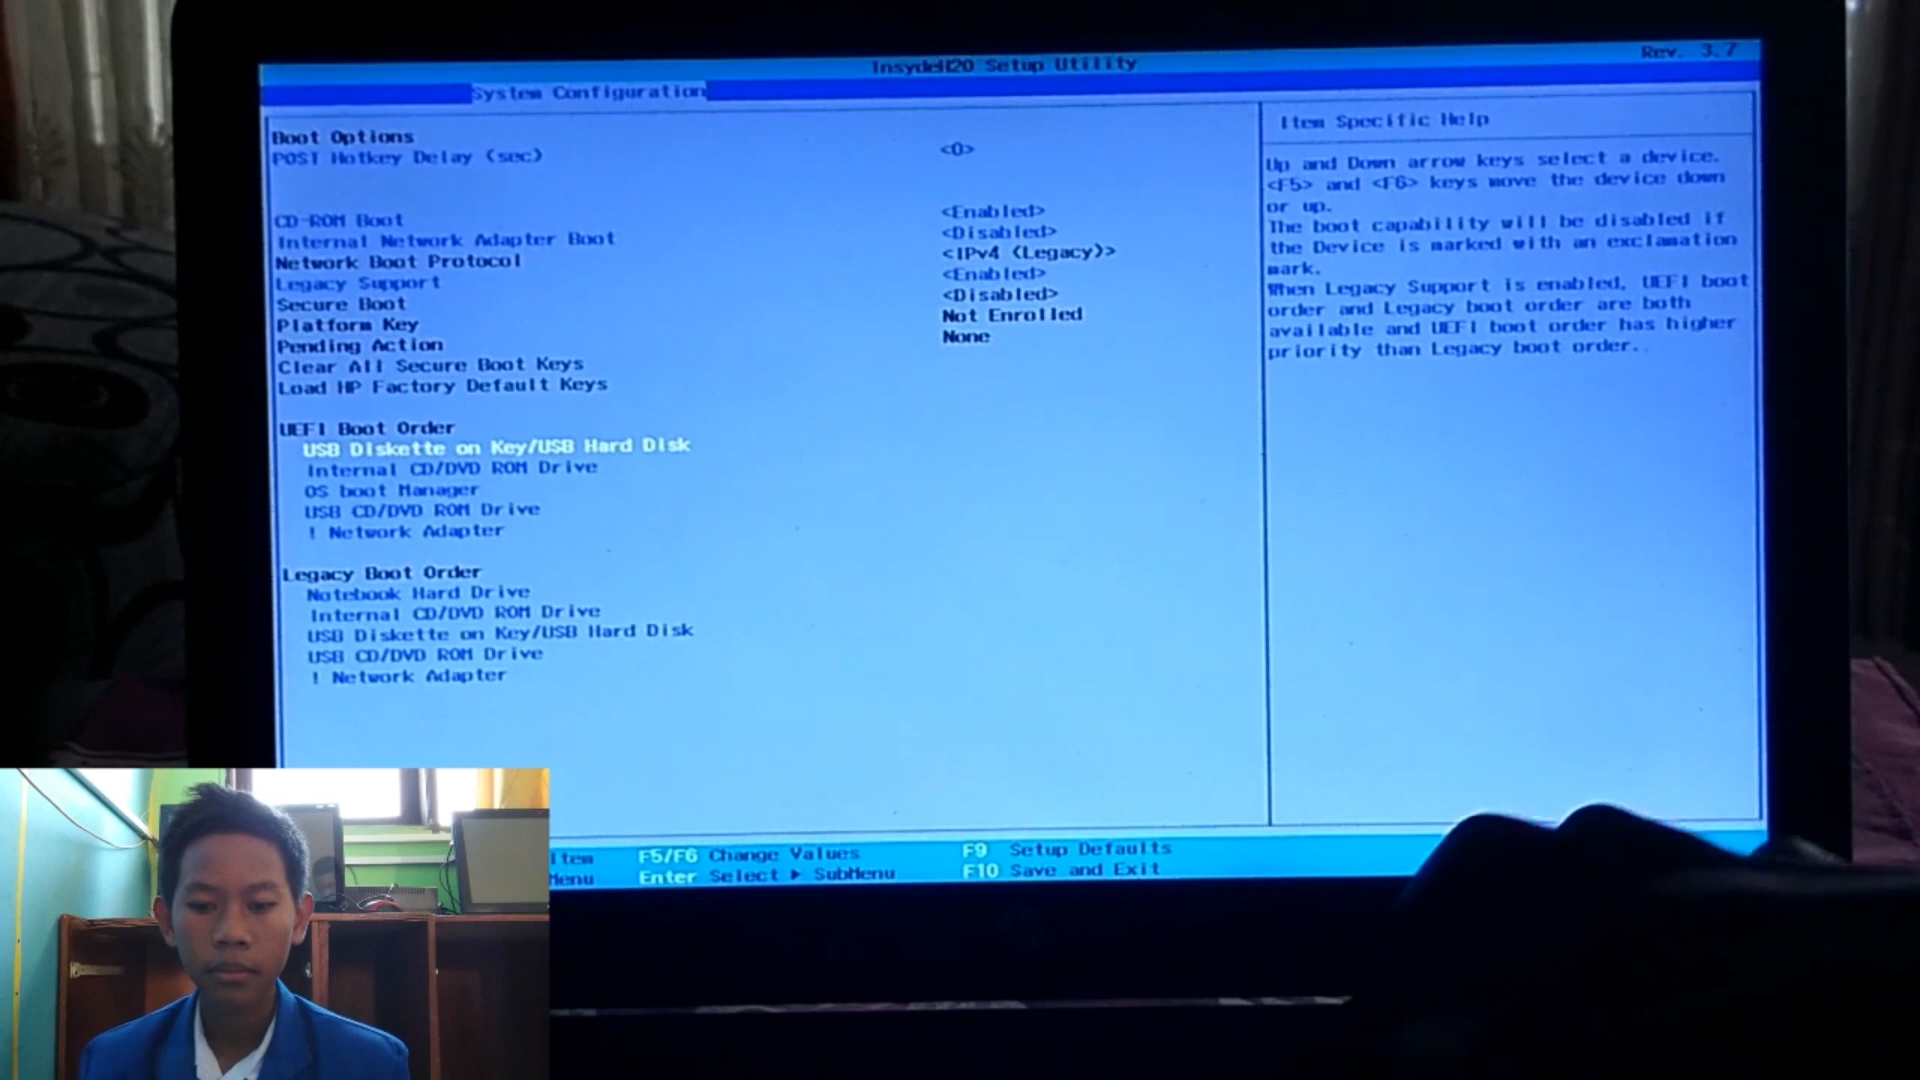 InsydeH20 Setup Utility
Rev. 3.7
System Configuration
Boot Options
POST Hotkey Delay (sec) <0>
CD-ROM Boot <Enabled>
Internal Network Adapter Boot <Disabled>
Network Boot Protocol <IPv4 (Legacy)>
Legacy Support <Enabled>
Secure Boot <Disabled>
Platform Key Not Enrolled
Pending Action None
Clear All Secure Boot Keys
Load HP Factory Default Keys
UEFI Boot Order
USB Diskette on Key/USB Hard Disk
Internal CD/DVD ROM Drive
OS boot Manager
USB CD/DVD ROM Drive
! Network Adapter
Legacy Boot Order
Notebook Hard Drive
Internal CD/DVD ROM Drive
USB Diskette on Key/USB Hard Disk
USB CD/DVD ROM Drive
! Network Adapter
Item Specific Help
Up and Down arrow keys select a device.
<F5> and <F6> keys move the device down
or up.
The boot capability will be disabled if
the Device is marked with an exclamation
mark.
When Legacy Support is enabled, UEFI boot
order and Legacy boot order are both
available and UEFI boot order has higher
priority than Legacy boot order.
Item F5/F6 Change Values F9 Setup Defaults
Menu Enter Select ▶ SubMenu F10 Save and Exit